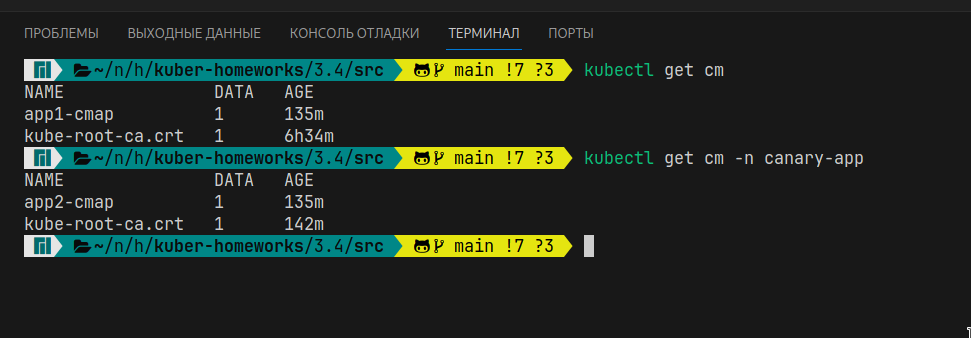 ПРОБЛЕМЫ ВЫХОДНЫЕ ДАННЫЕ КОНСОЛЬ ОТЛАДКИ ТЕРМИНАЛ ПОРТЫ
~/n/h/kuber-homeworks/3.4/src main !7 ?3 kubectl get cm
NAME DATA AGE
app1-cmap 1 135m
kube-root-ca.crt 1 6h34m
~/n/h/kuber-homeworks/3.4/src main !7 ?3 kubectl get cm -n canary-app
NAME DATA AGE
app2-cmap 1 135m
kube-root-ca.crt 1 142m
~/n/h/kuber-homeworks/3.4/src main !7 ?3